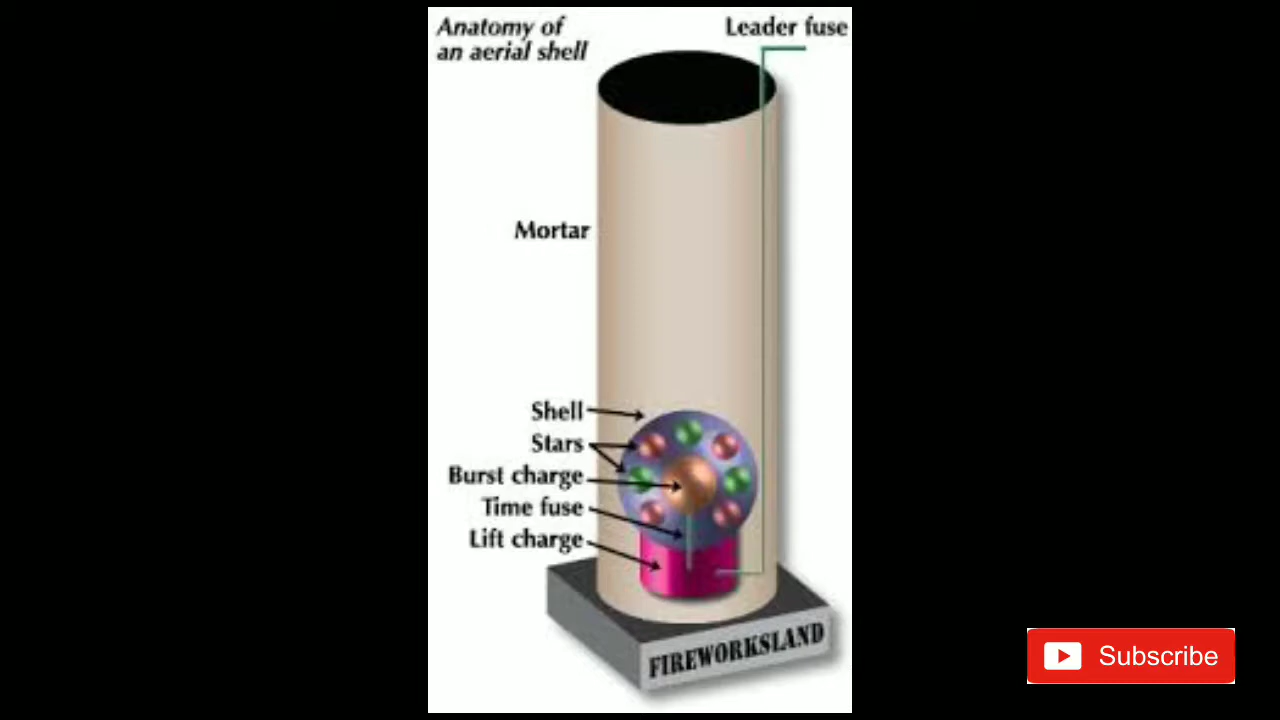 Anatomy of
an aerial shell
Leader fuse
Mortar
Shell
Stars
Burst charge
Time fuse
Lift charge
FIREWORKSLAND
Subscribe